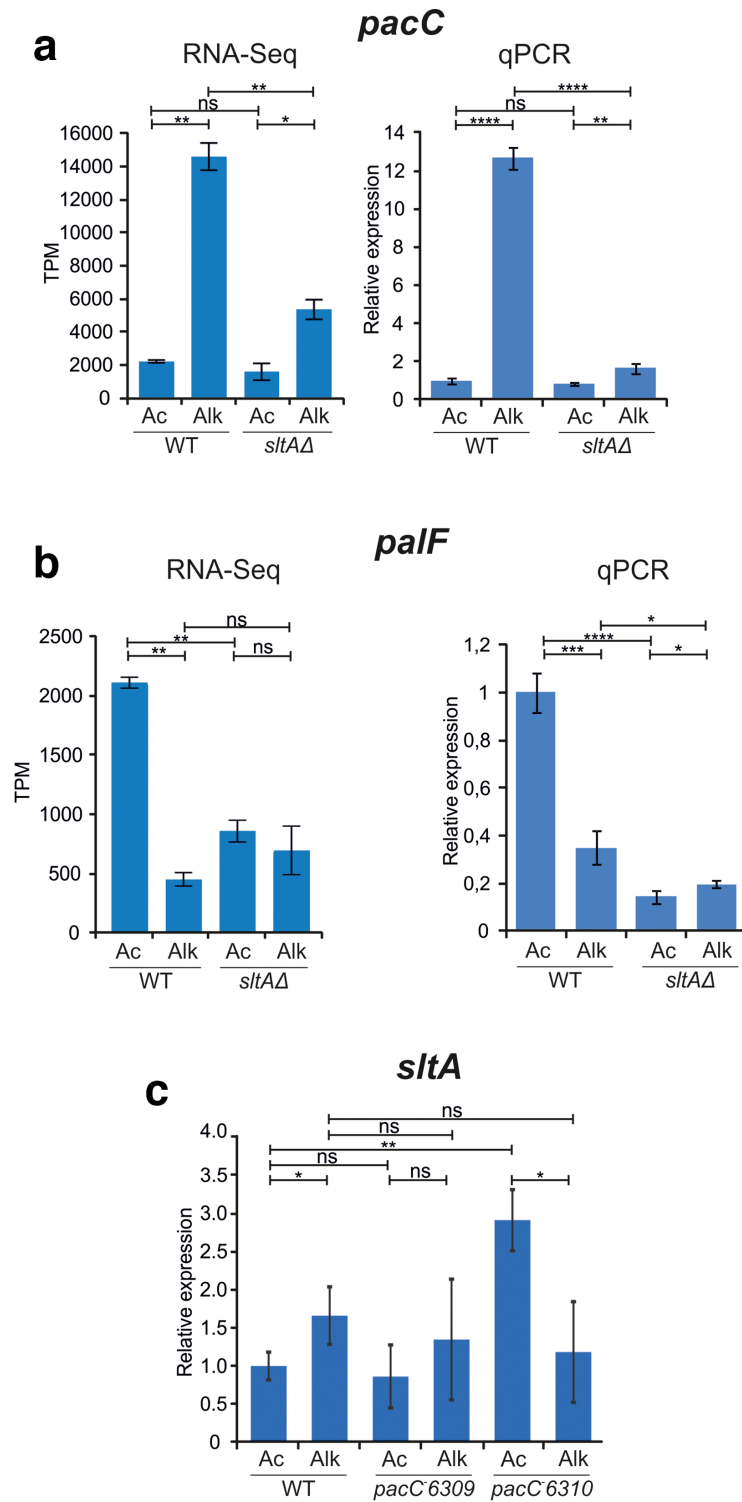 pacC
a
RNA-Seq
qPCR
**
ns
**
*
****
ns
****
**
TPM
16000
14000
12000
10000
8000
6000
4000
2000
0
Relative expression
14
12
10
8
6
4
2
0
Ac Alk Ac Alk
WT sltAΔ
Ac Alk Ac Alk
WT sltAΔ
palF
b
RNA-Seq
qPCR
ns
**
**
ns
*
****
***
*
TPM
2500
2000
1500
1000
500
0
Relative expression
1,2
1
0,8
0,6
0,4
0,2
0
Ac Alk Ac Alk
WT sltAΔ
Ac Alk Ac Alk
WT sltAΔ
sltA
c
ns
ns
**
ns
*
ns
*
Relative expression
4.0
3.5
3.0
2.5
2.0
1.5
1.0
0.5
0
Ac Alk Ac Alk Ac Alk
WT pacC-6309 pacC-6310